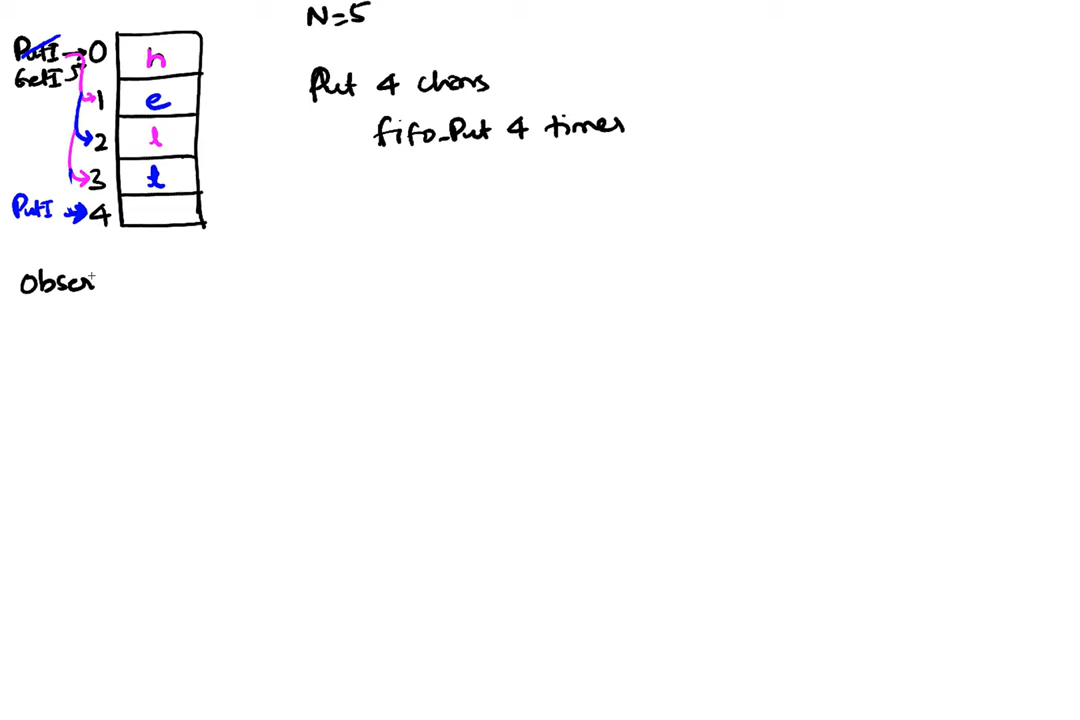 N=5
PutI → 0 h
GetI
1 e
2 l
3 l
PutI → 4
Put 4 chars
fifo_Put 4 times
Obser